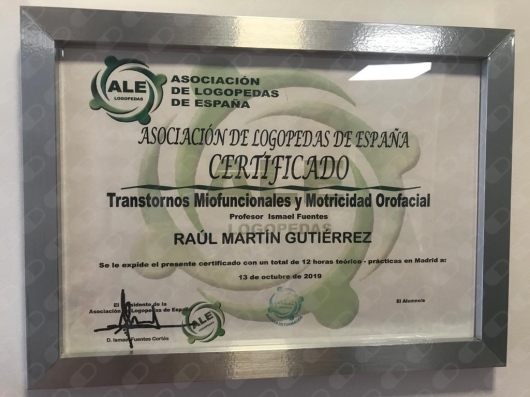 ALE
LOGOPEDAS
ASOCIACIÓN
DE LOGOPEDAS
DE ESPAÑA
ASOCIACIÓN DE LOGOPEDAS DE ESPAÑA
CERTIFICADO
Transtornos Miofuncionales y Motricidad Orofacial
Profesor Ismael Fuentes
LOGOPEDAS
RAÚL MARTÍN GUTIÉRREZ
Se le expide el presente certificado con un total de 12 horas teórico - prácticas en Madrid a:
13 de octubre de 2019
El Presidente de la
Asociación Logopedas de España
El Alumno/a
ALE
ALE
D. Ismael Fuentes Cortés